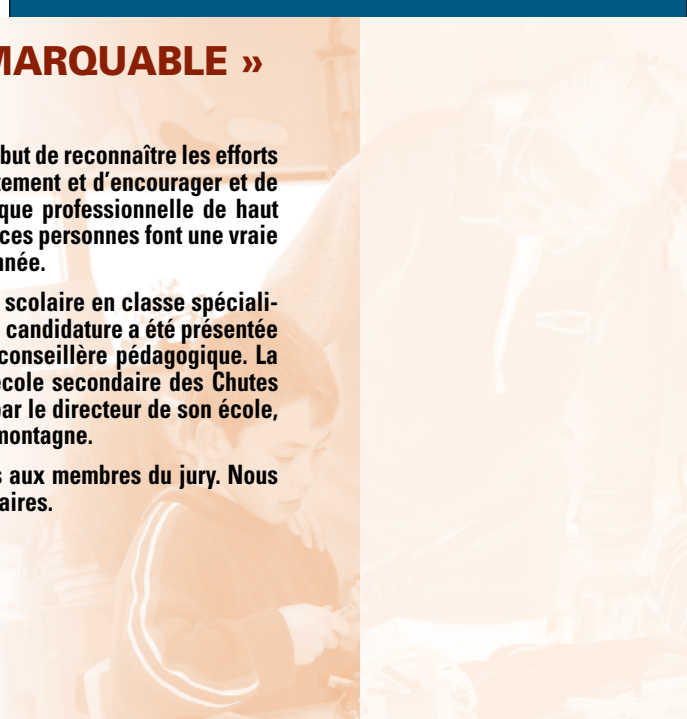 MARQUABLE »
but de reconnaître les efforts
tement et d'encourager et de
que professionnelle de haut
ces personnes font une vraie
nnée.
scolaire en classe spéciali-
candidature a été présentée
conseillère pédagogique. La
école secondaire des Chutes
par le directeur de son école,
montagne.
s aux membres du jury. Nous
aires.